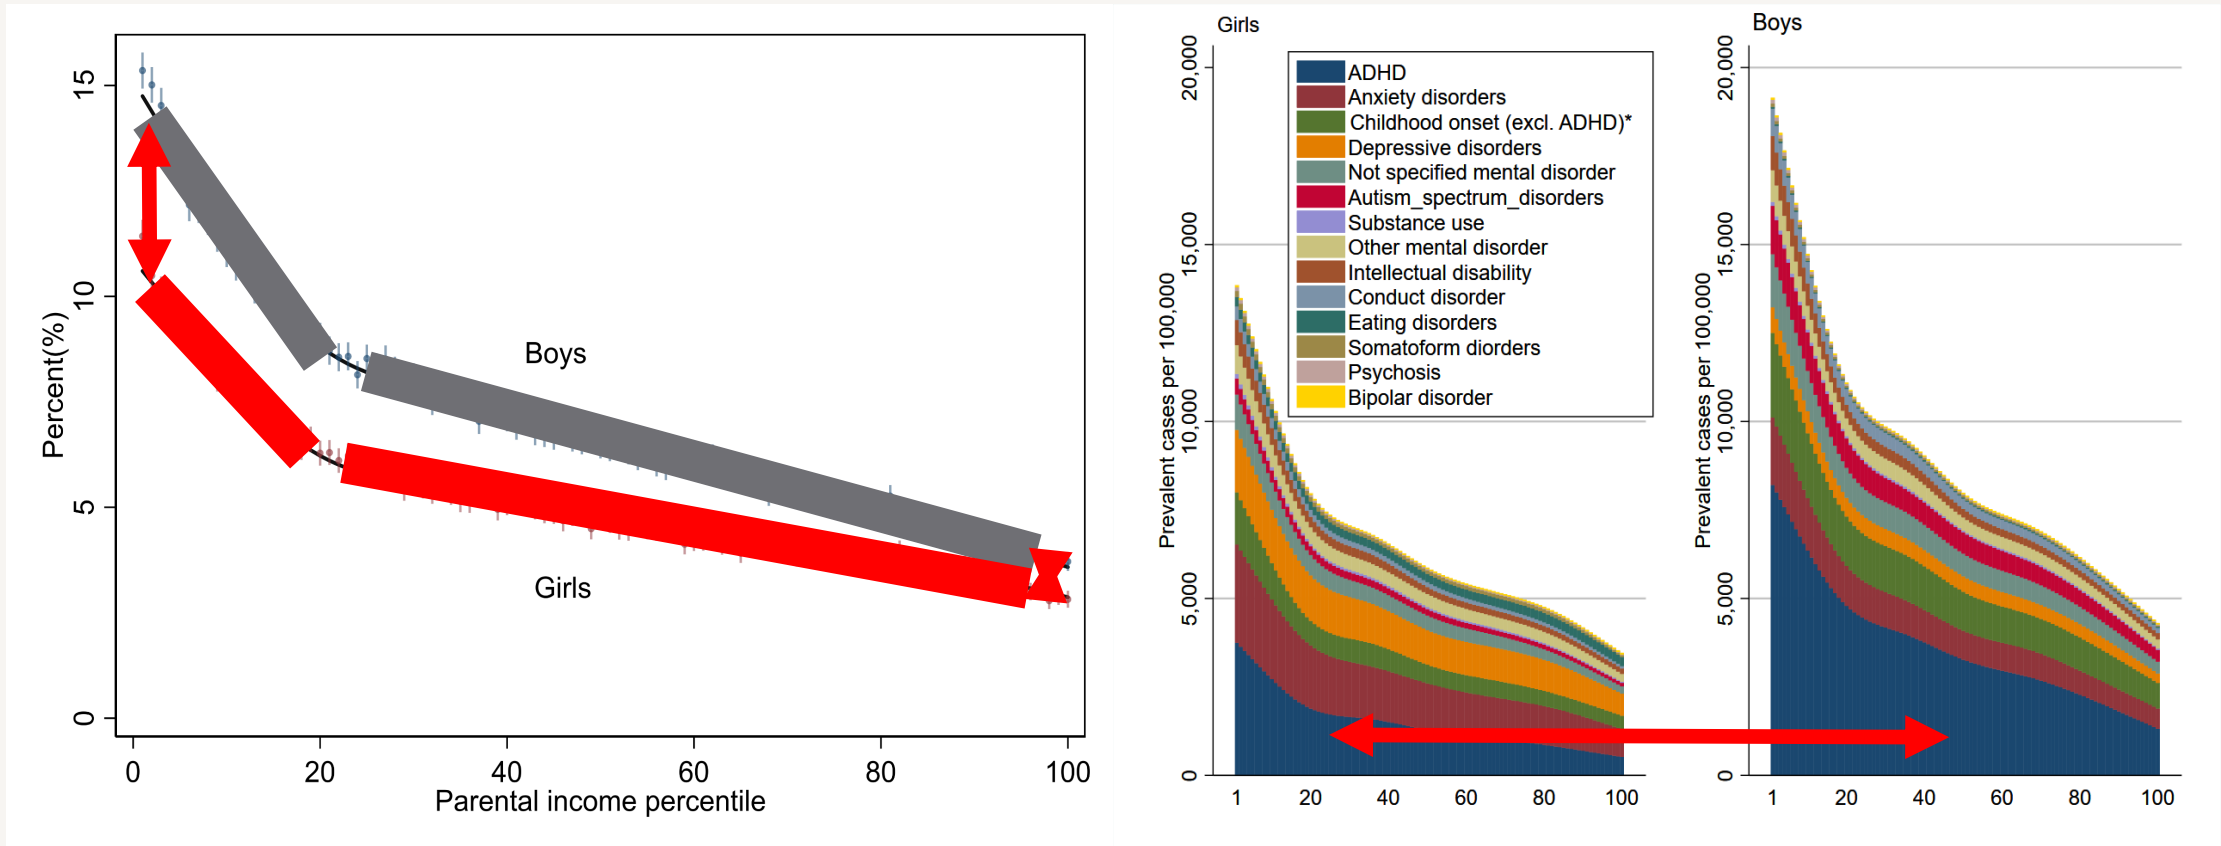 Percent(%)
15
10
5
0
Boys
Girls
0 20 40 60 80 100
Parental income percentile
Girls
Prevalent cases per 100,000
20,000
15,000
10,000
5,000
0
ADHD
Anxiety disorders
Childhood onset (excl. ADHD)*
Depressive disorders
Not specified mental disorder
Autism_spectrum_disorders
Substance use
Other mental disorder
Intellectual disability
Conduct disorder
Eating disorders
Somatoform diorders
Psychosis
Bipolar disorder
1 20 40 60 80 100
Boys
Prevalent cases per 100,000
20,000
15,000
10,000
5,000
0
1 20 40 60 80 100